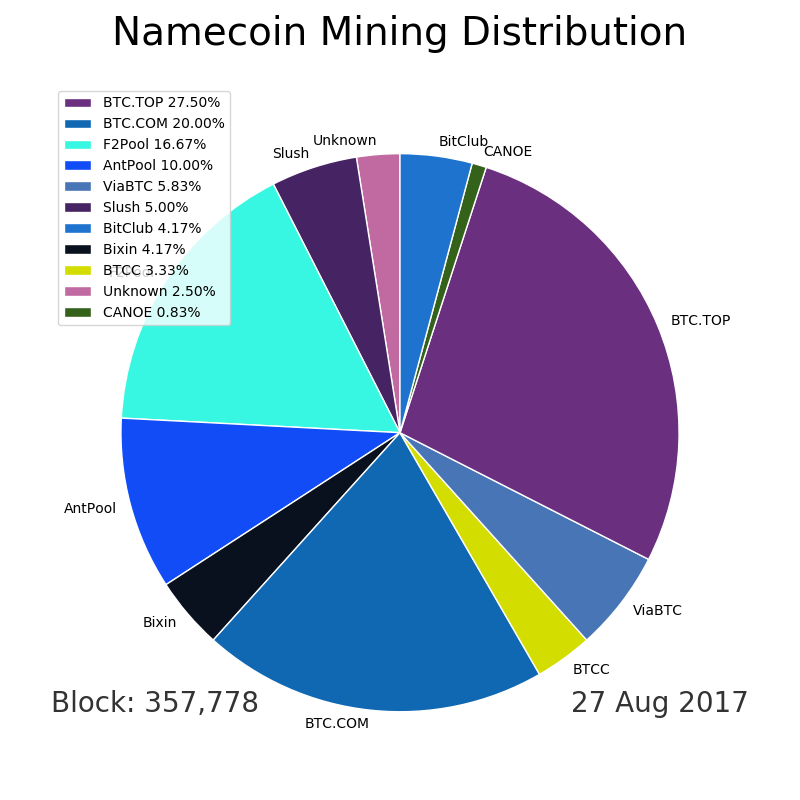 Namecoin Mining Distribution
BTC.TOP 27.50%
BTC.COM 20.00%
F2Pool 16.67%
AntPool 10.00%
ViaBTC 5.83%
Slush 5.00%
BitClub 4.17%
Bixin 4.17%
BTCC 3.33%
Unknown 2.50%
CANOE 0.83%
Unknown
BitClub
Slush
CANOE
BTC.TOP
AntPool
ViaBTC
Bixin
BTCC
BTC.COM
Block: 357,778
27 Aug 2017